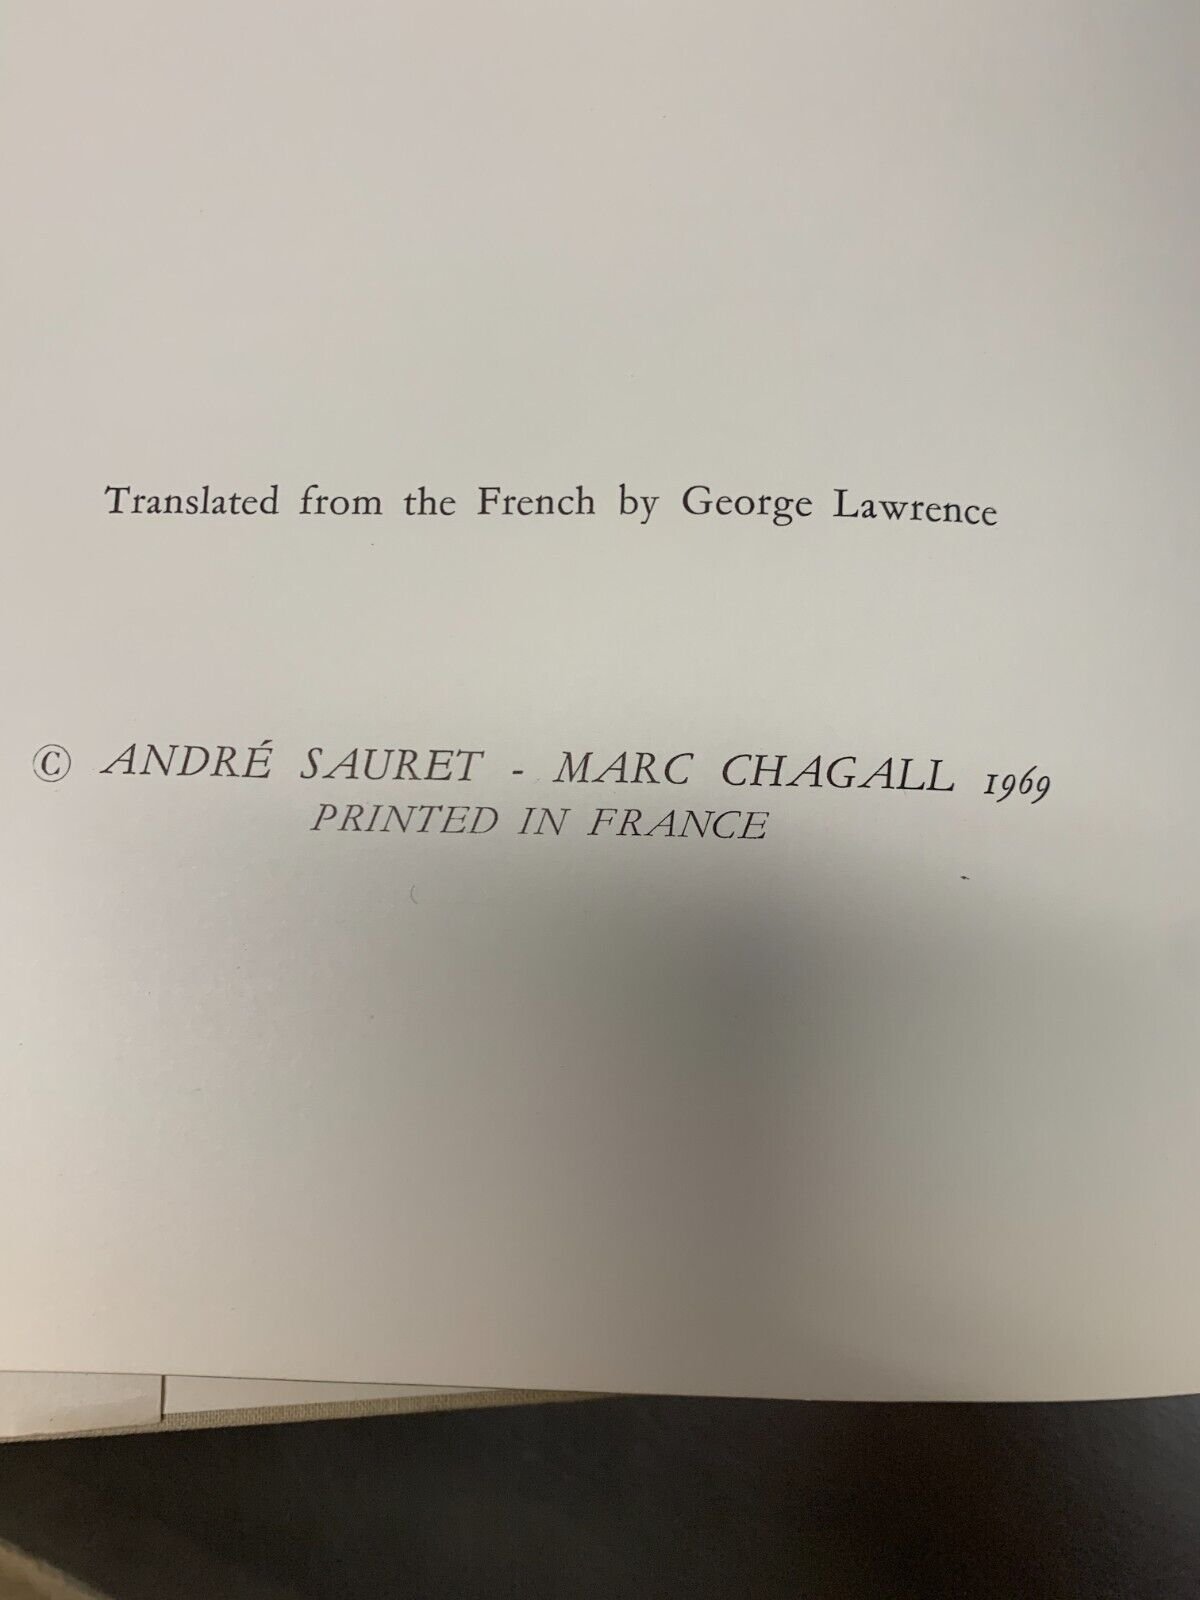 Translated from the French by George Lawrence
© ANDRÉ SAURET - MARC CHAGALL 1969
PRINTED IN FRANCE